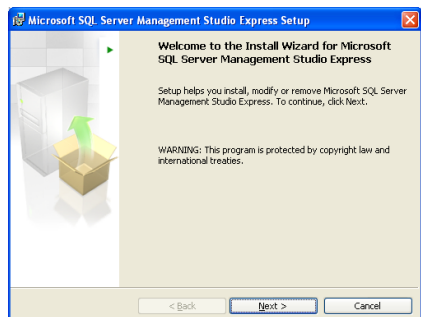 Microsoft SQL Server Management Studio Express Setup
Welcome to the Install Wizard for Microsoft
SQL Server Management Studio Express
Setup helps you install, modify or remove Microsoft SQL Server
Management Studio Express. To continue, click Next.
WARNING: This program is protected by copyright law and
international treaties.
< Back Next > Cancel